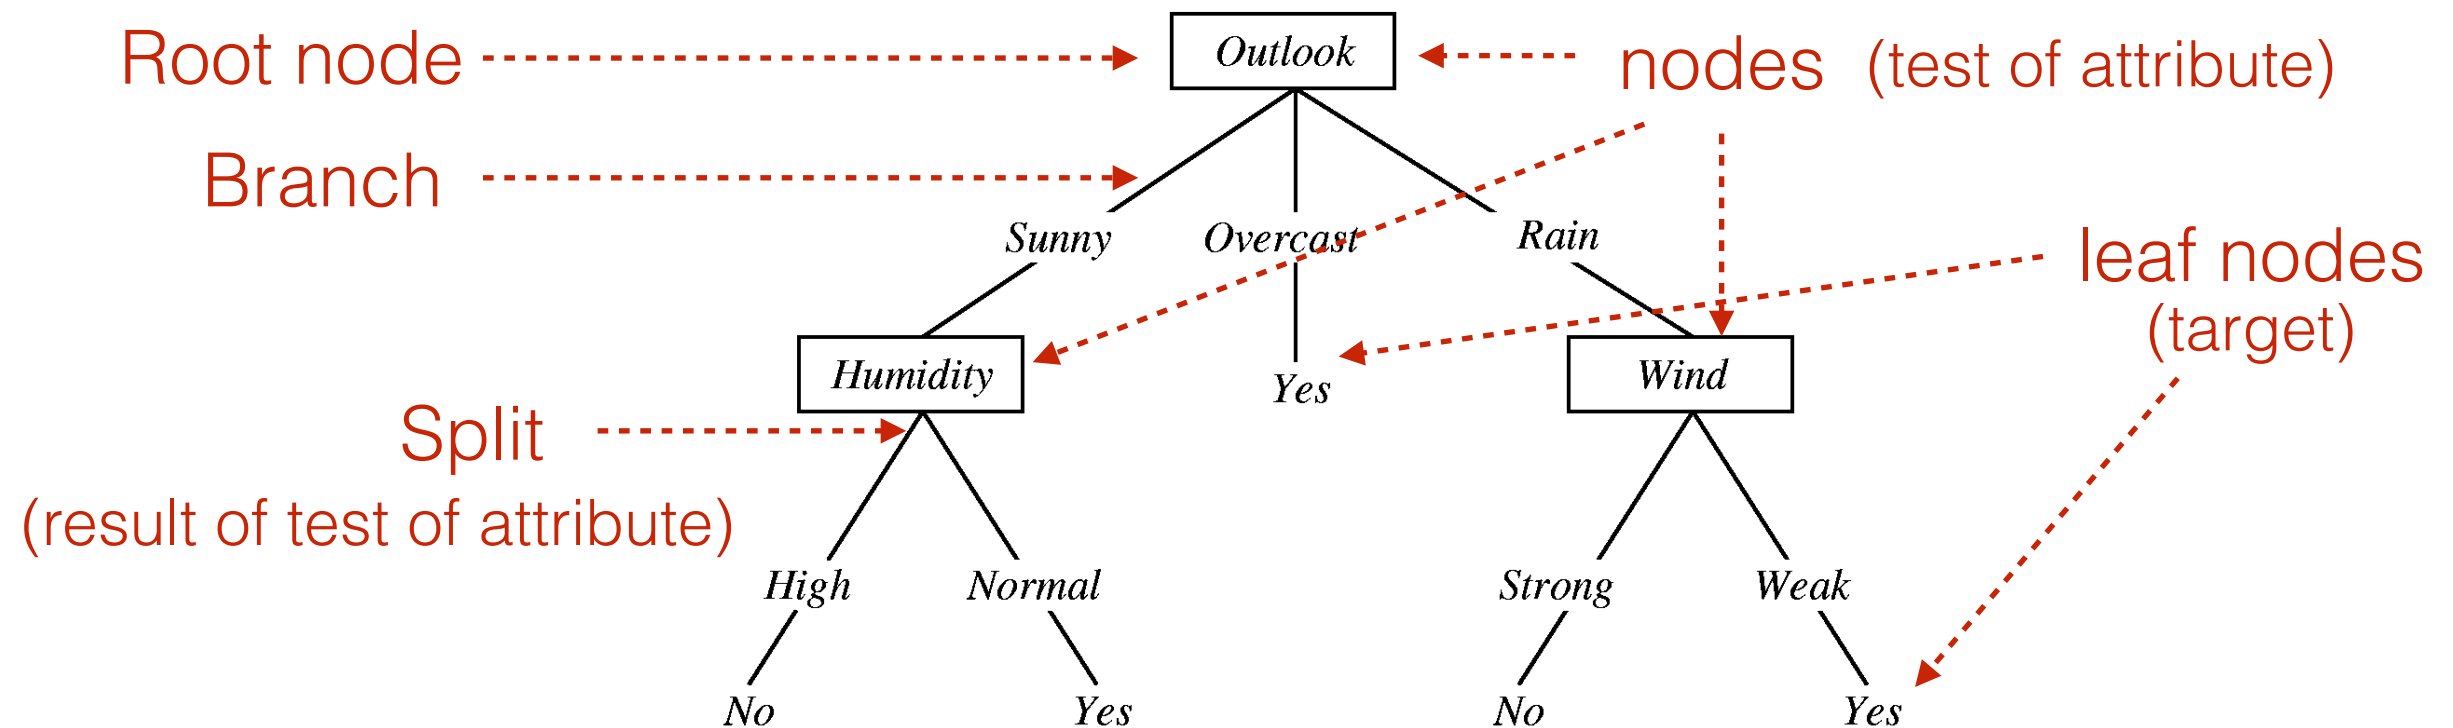 Root node
Outlook
nodes (test of attribute)
Branch
Sunny
Overcast
Rain
leaf nodes
(target)
Humidity
Yes
Wind
Split
(result of test of attribute)
High
Normal
Strong
Weak
No
Yes
No
Yes